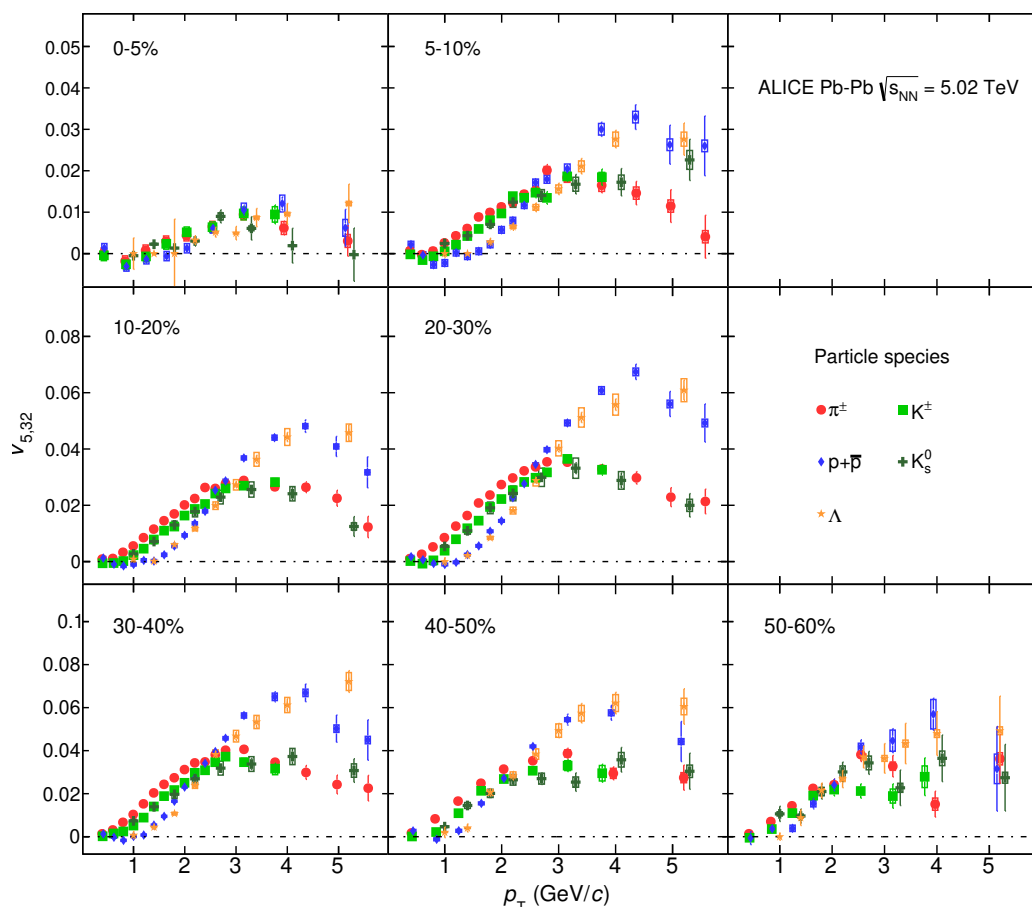 0-5%
5-10%
ALICE Pb-Pb √s_NN = 5.02 TeV
0.05
0.04
0.03
0.02
0.01
0
10-20%
20-30%
Particle species
π±
K±
p+p̅
K⁰s
Λ
0.08
0.06
0.04
0.02
0
v5,32
30-40%
40-50%
50-60%
0.1
0.08
0.06
0.04
0.02
0
1 2 3 4 5 1 2 3 4 5 1 2 3 4 5
pT (GeV/c)